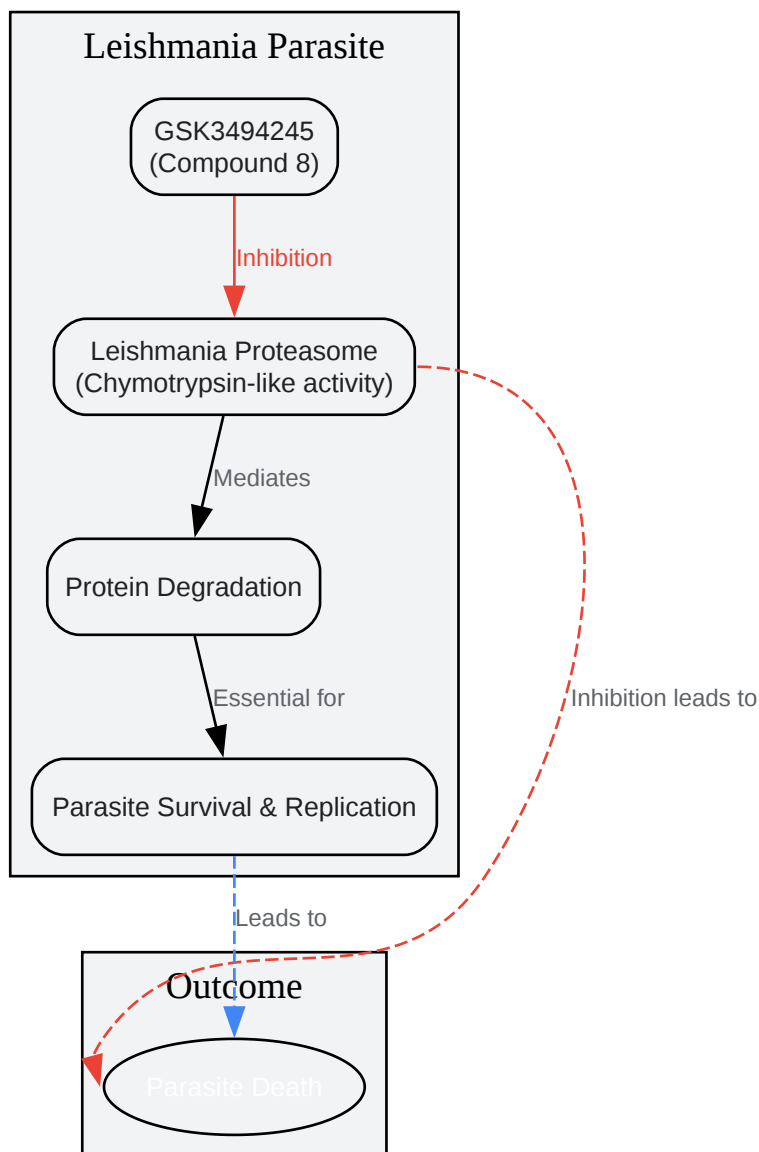 Leishmania Parasite
GSK3494245
(Compound 8)
Inhibition
Leishmania Proteasome
(Chymotrypsin-like activity)
Mediates
Protein Degradation
Essential for
Inhibition leads to
Parasite Survival & Replication
Leads to
Outcome
Parasite Death